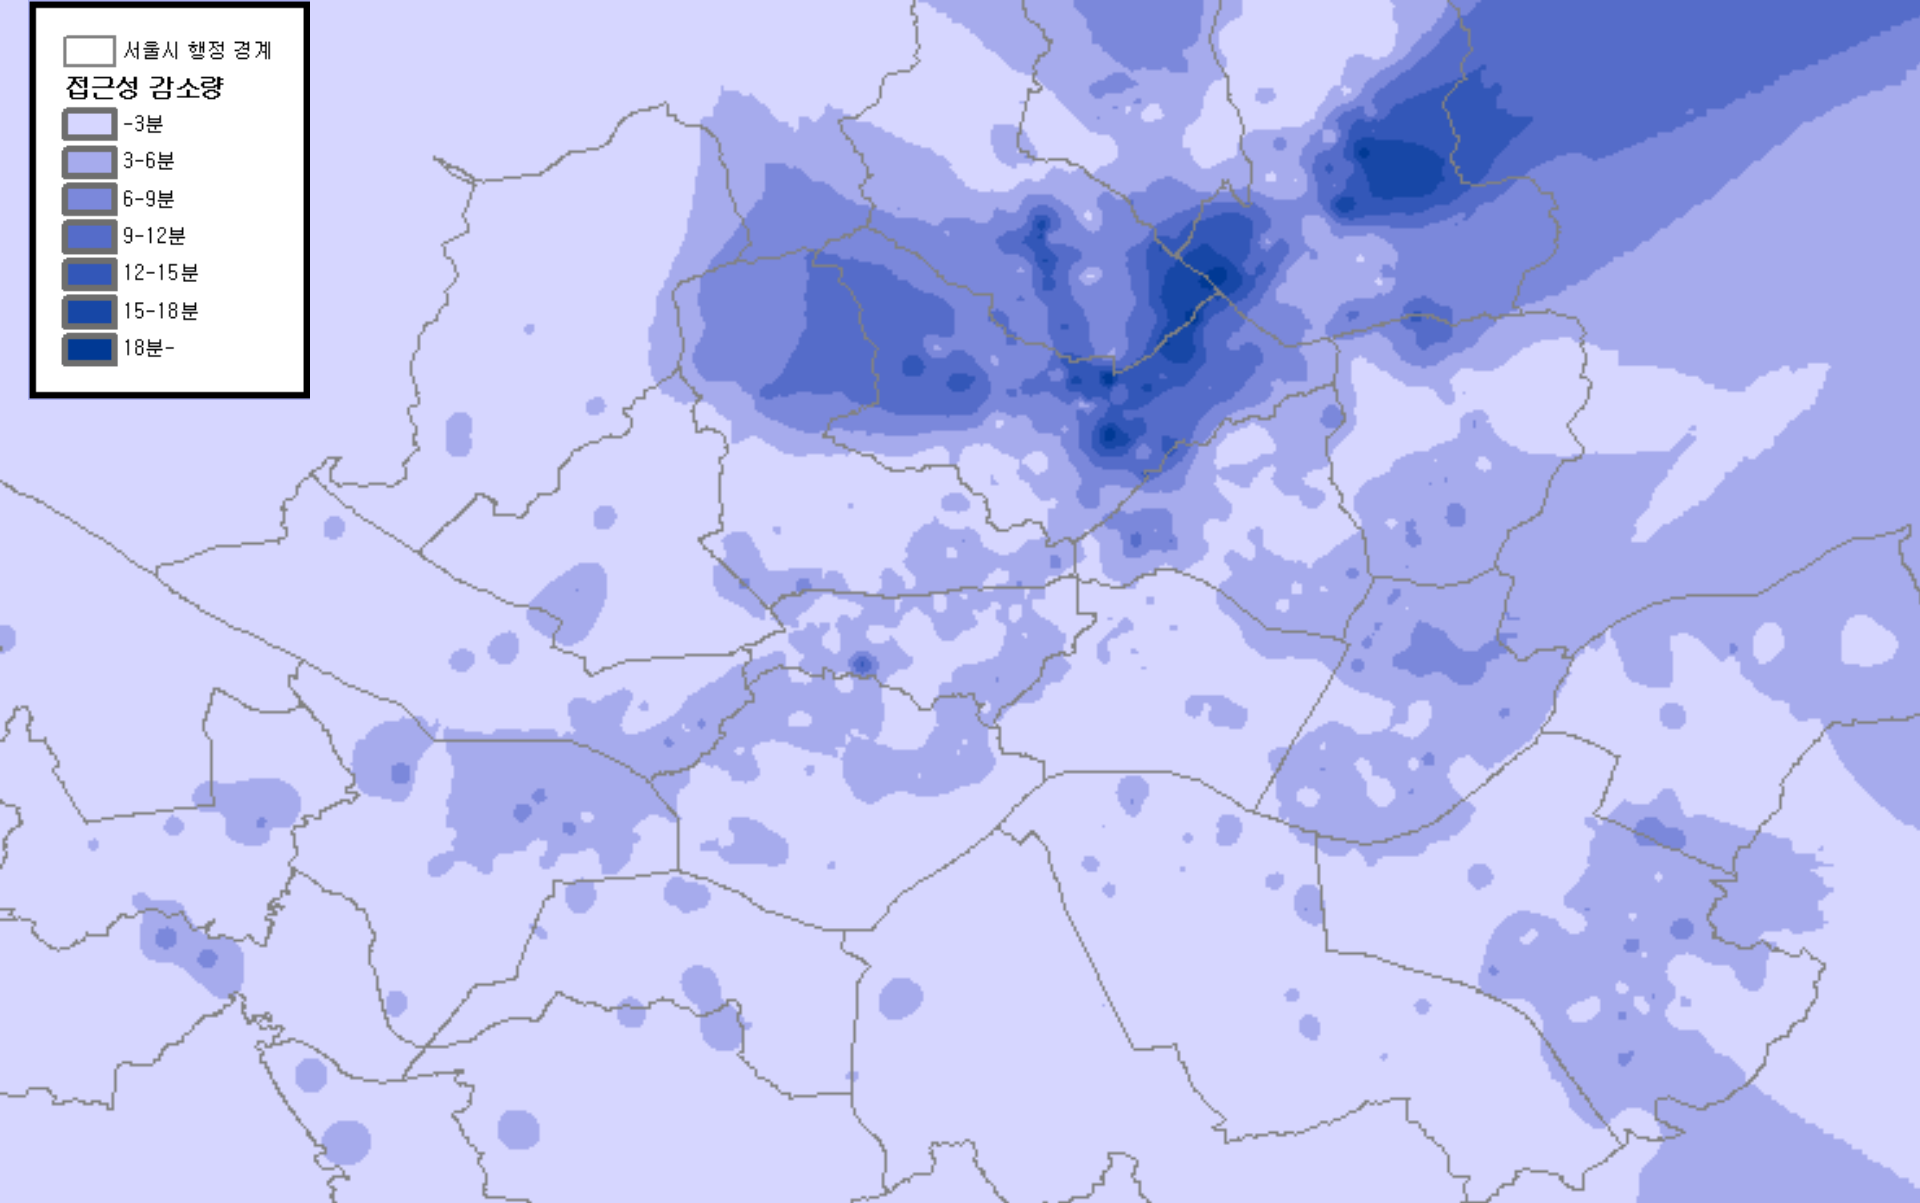 서울시 행정 경계
접근성 감소량
-3분
3-6분
6-9분
9-12분
12-15분
15-18분
18분-